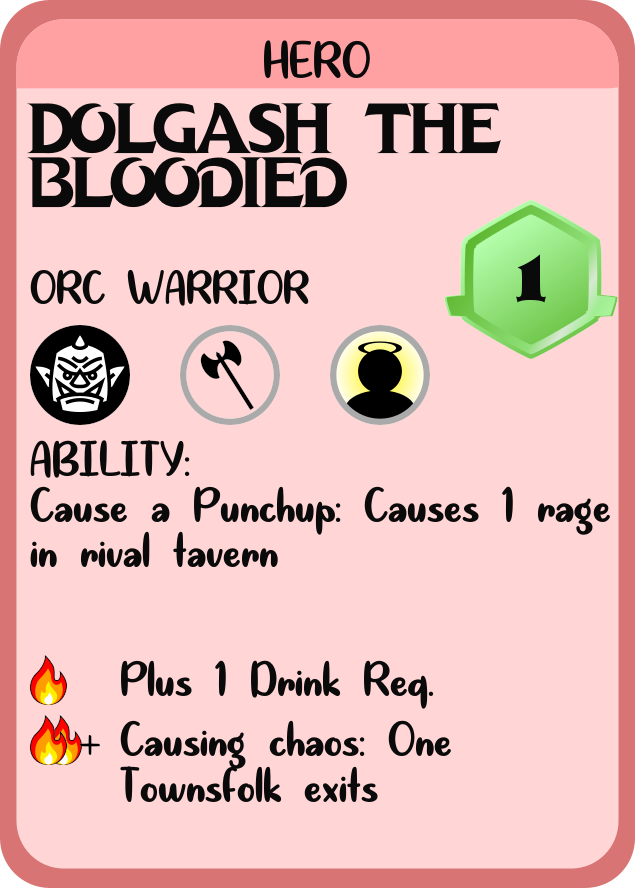 HERO
DOLGASH THE
BLOODIED
1
ORC WARRIOR
ABILITY:
Cause a Punchup: Causes 1 rage
in rival tavern
Plus 1 Drink Req.
+ Causing chaos: One
Townsfolk exits